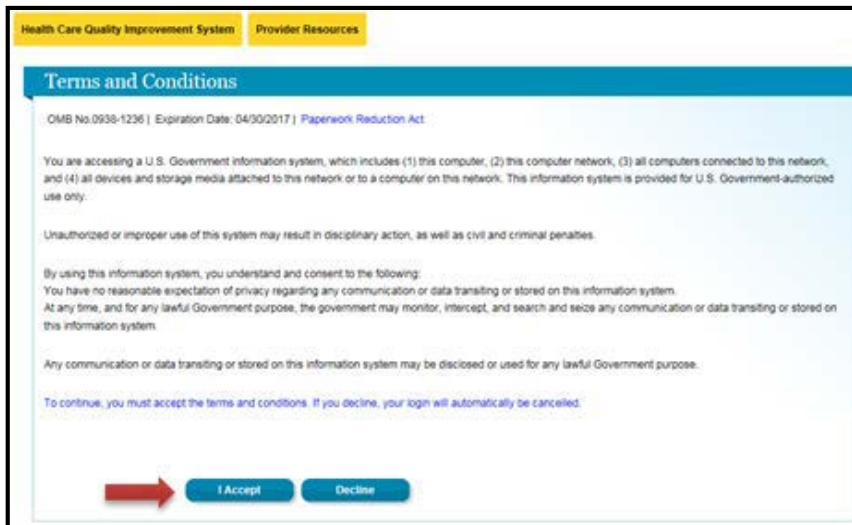 Health Care Quality Improvement System Provider Resources
Terms and Conditions
OMB No.0938-1236 | Expiration Date: 04/30/2017 | Paperwork Reduction Act
You are accessing a U.S. Government information system, which includes (1) this computer, (2) this computer network, (3) all computers connected to this network,
and (4) all devices and storage media attached to this network or to a computer on this network. This information system is provided for U.S. Government-authorized
use only.
Unauthorized or improper use of this system may result in disciplinary action, as well as civil and criminal penalties.
By using this information system, you understand and consent to the following:
You have no reasonable expectation of privacy regarding any communication or data transiting or stored on this information system.
At any time, and for any lawful Government purpose, the government may monitor, intercept, and search and seize any communication or data transiting or stored on
this information system.
Any communication or data transiting or stored on this information system may be disclosed or used for any lawful Government purpose.
To continue, you must accept the terms and conditions. If you decline, your login will automatically be cancelled.
I Accept Decline